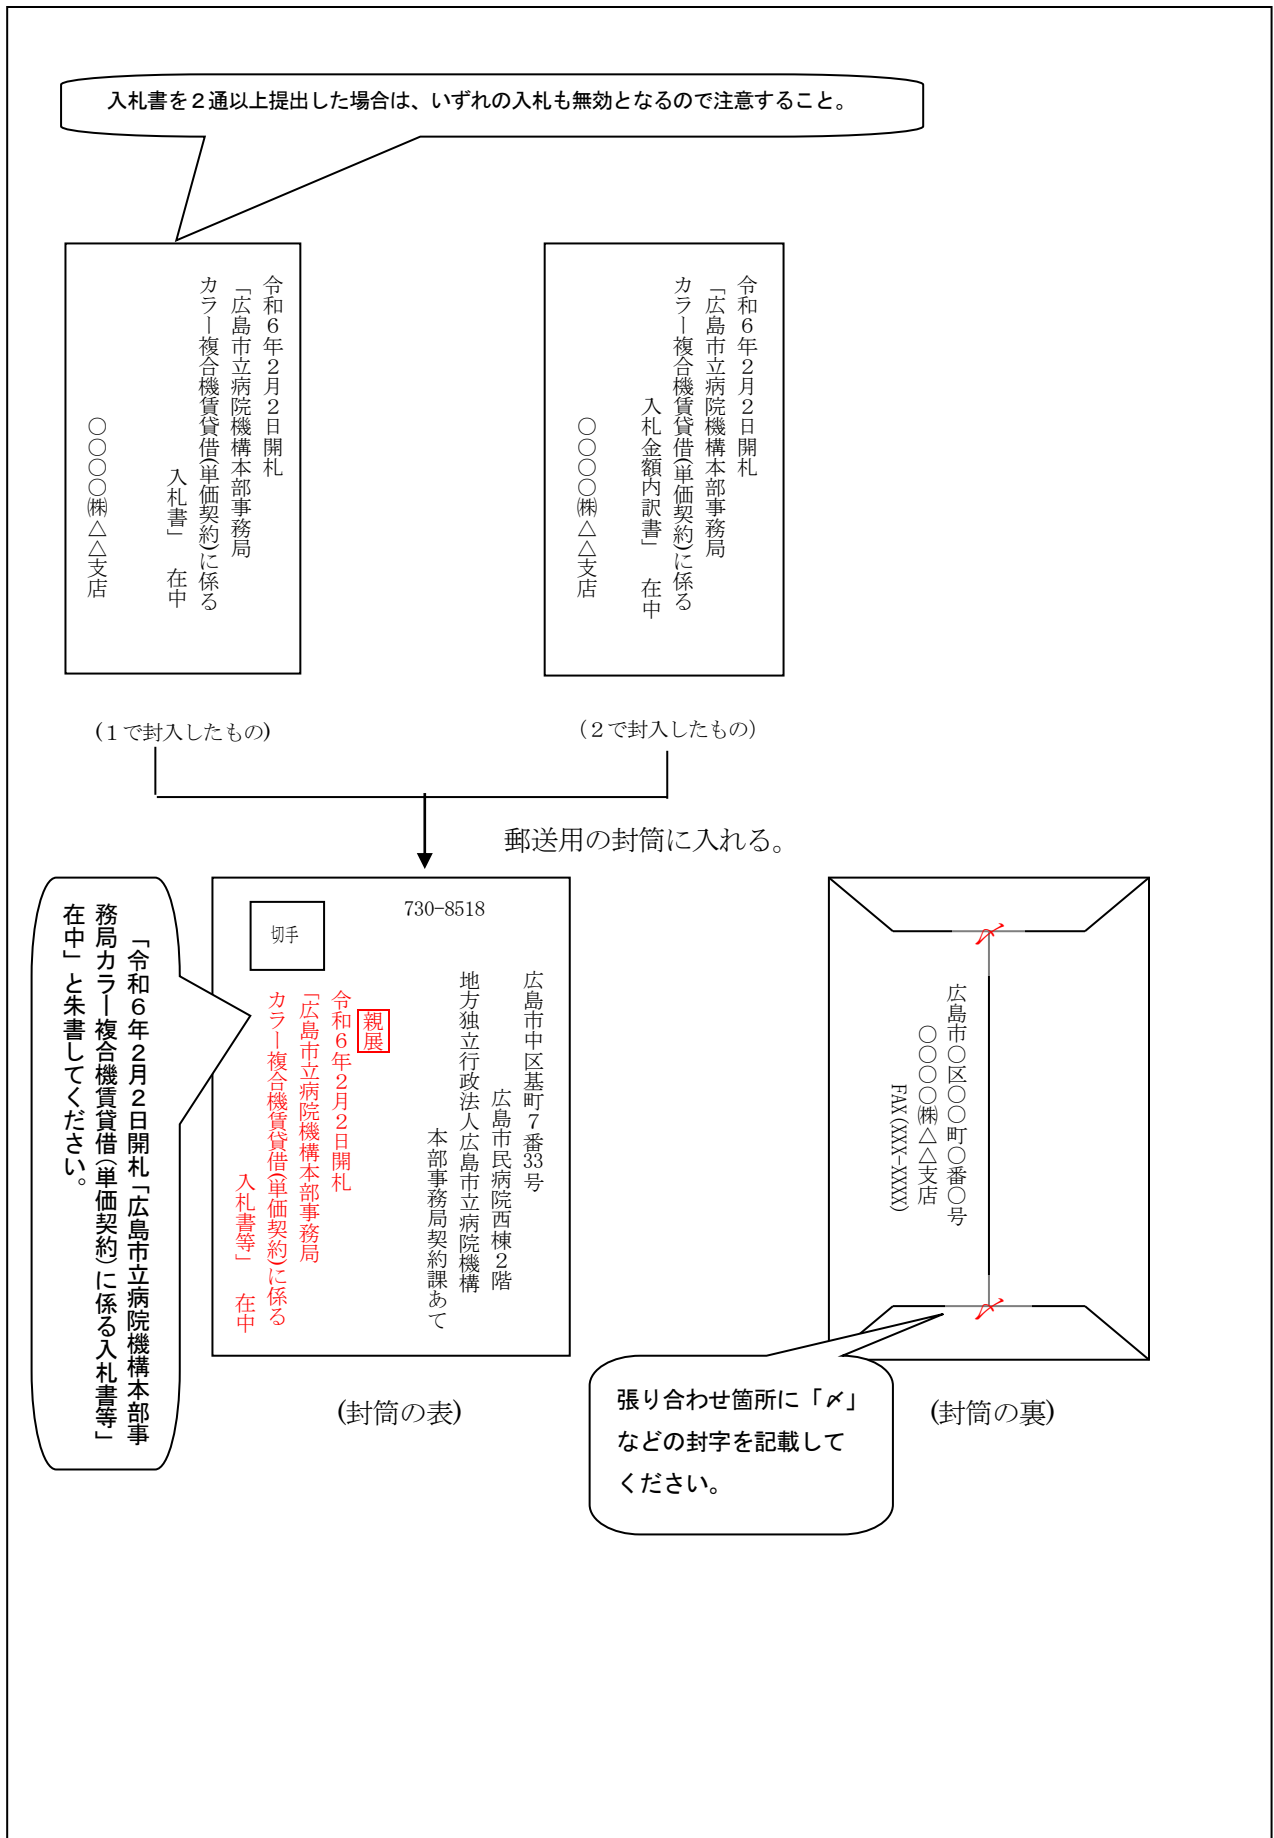 入札書を２通以上提出した場合は、いずれの入札も無効となるので注意すること。
令和６年２月２日開札
「広島市立病院機構本部事務局
カラー複合機賃貸借(単価契約)に係る
入札書」　在中
〇〇〇〇㈱△△支店
令和６年２月２日開札
「広島市立病院機構本部事務局
カラー複合機賃貸借(単価契約)に係る
入札金額内訳書」　在中
〇〇〇〇㈱△△支店
(１で封入したもの)
（２で封入したもの）
郵送用の封筒に入れる。
「令和６年２月２日開札「広島市立病院機構本部事
務局カラー複合機賃貸借（単価契約）に係る入札書等」
在中」と朱書してください。
切手
730-8518
広島市中区基町７番33号
広島市民病院西棟２階
地方独立行政法人広島市立病院機構
本部事務局契約課あて
親展
令和６年２月２日開札
「広島市立病院機構本部事務局
カラー複合機賃貸借(単価契約)に係る
入札書等」　在中
(封筒の表)
〆
広島市〇区〇〇町〇番〇号
〇〇〇〇㈱△△支店
FAX(XXX-XXXX)
〆
張り合わせ箇所に「〆」
などの封字を記載して
ください。
(封筒の裏)